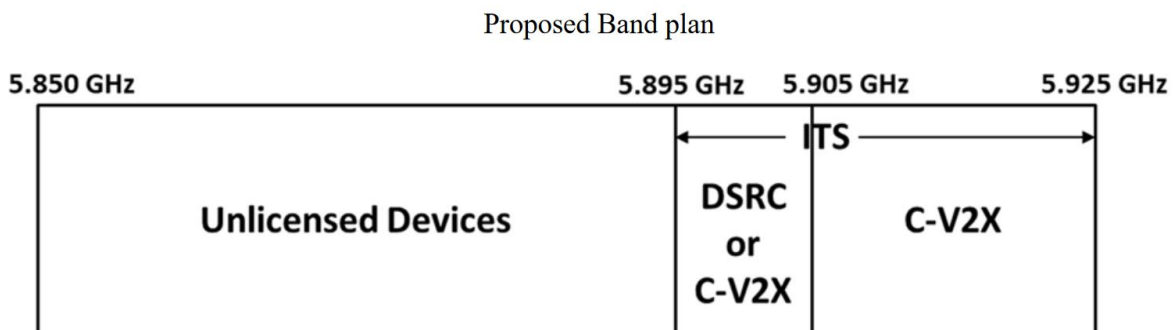 Proposed Band plan
5.850 GHz 5.895 GHz 5.905 GHz 5.925 GHz
ITS
Unlicensed Devices
DSRC
or
C-V2X
C-V2X